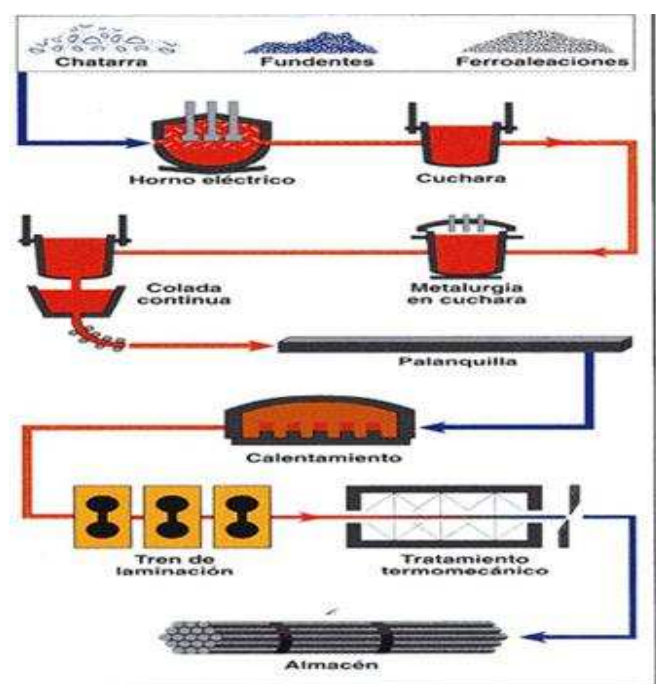 Chatarra
Fundentes
Ferroaleaciones
Horno eléctrico
Cuchara
Colada
continua
Metalurgia
en cuchara
Palanquilla
Calentamiento
Tren de
laminación
Tratamiento
termomecánico
Almacén